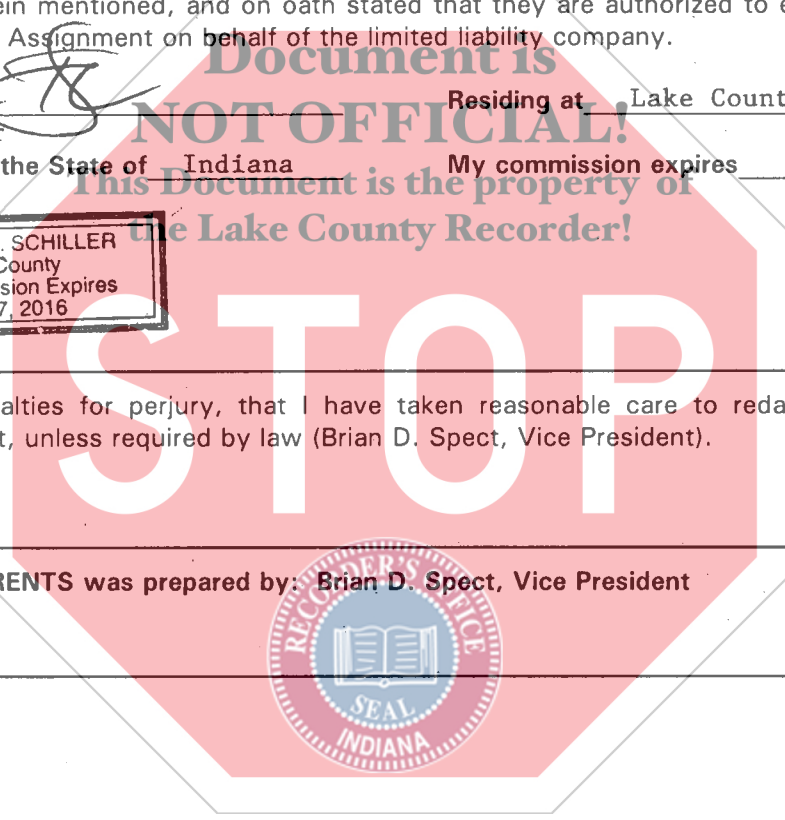 ein mentioned, and on oath stated that they are authorized to e
Assignment on behalf of the limited liability company.
Document is
Residing at Lake Count
NOT OFFICIAL!
the State of Indiana My commission expires
This Document is the property of
the Lake County Recorder!
. SCHILLER
County
sion Expires
7, 2016
STOP
alties for perjury, that I have taken reasonable care to reda
t, unless required by law (Brian D. Spect, Vice President).
RENTS was prepared by: Brian D. Spect, Vice President
RECORDER'S OFFICE
SEAL
INDIANA